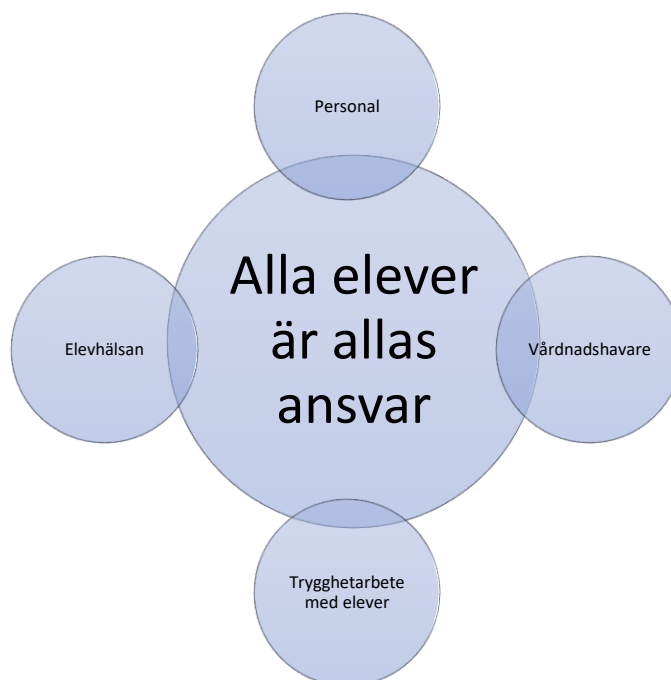 Personal
Alla elever
är allas
ansvar
Elevhälsan
Vårdnadshavare
Trygghetarbete
med elever